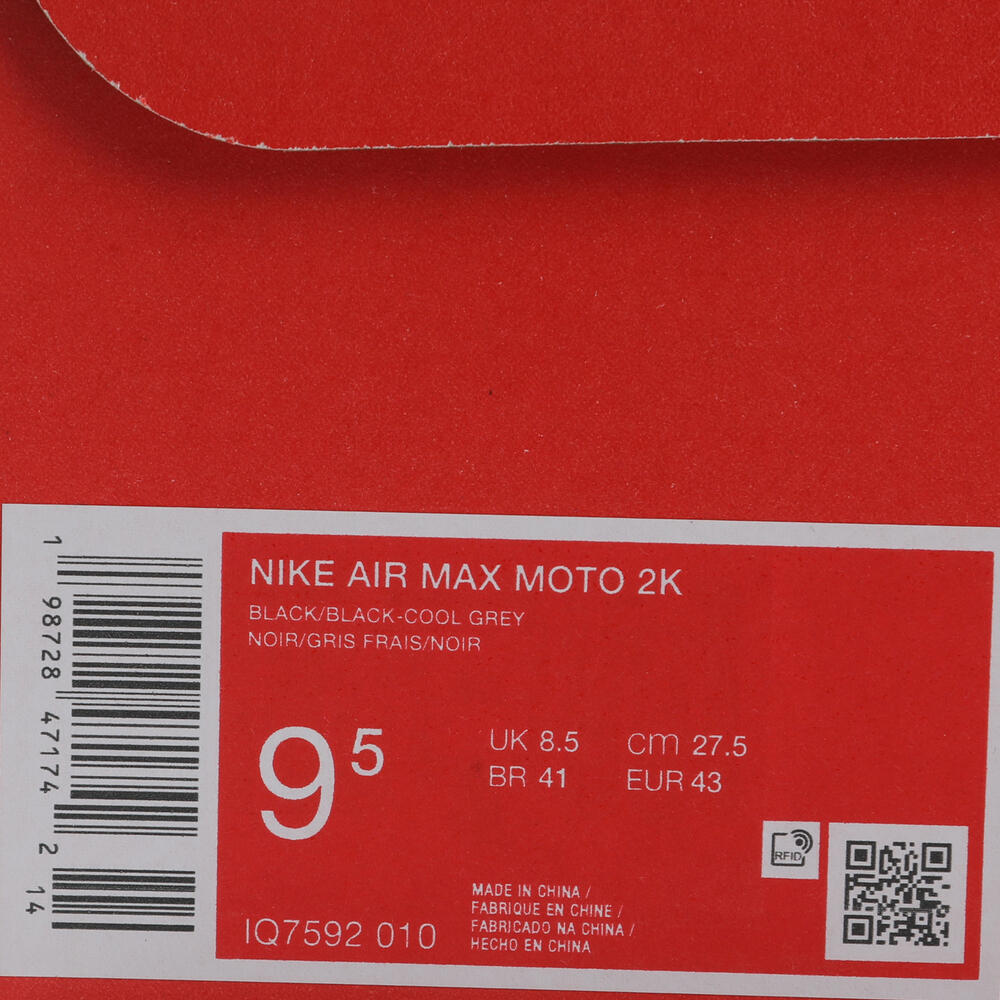 NIKE AIR MAX MOTO 2K
BLACK/BLACK-COOL GREY
NOIR/GRIS FRAIS/NOIR
9 5
UK 8.5 cm 27.5
BR 41 EUR 43
RFID
MADE IN CHINA /
FABRIQUE EN CHINE /
FABRICADO NA CHINA /
HECHO EN CHINA
IQ7592 010
1 98728 47174 2 14